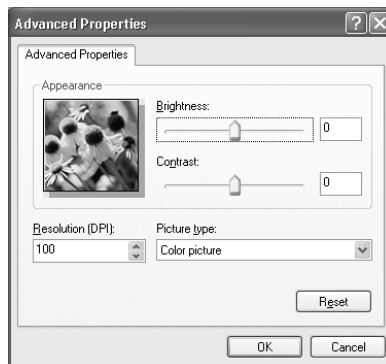 Advanced Properties
Advanced Properties
Appearance
Brightness:
0
Contrast:
0
Resolution (DPI):
Picture type:
100
Color picture
Reset
OK
Cancel